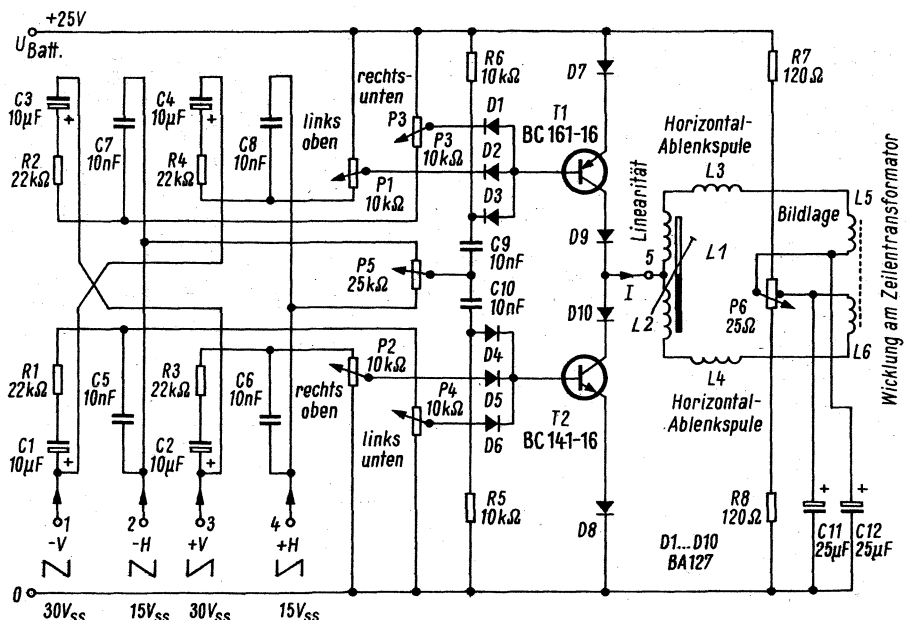 +25V
U Batt.
C3
10µF
+
C7
10nF
C4
10µF
+
C8
10nF
R2
22kΩ
R4
22kΩ
links
oben
rechts-
unten
P3
P3
10kΩ
P1
10kΩ
R6
10kΩ
D1
D2
D3
C9
10nF
C10
10nF
P5
25kΩ
T1
BC 161-16
D7
D9
D10
I
5
Linearität
Horizontal-
Ablenkspule
L3
L1
L2
L4
Horizontal-
Ablenkspule
R7
120Ω
Bildlage
L5
L6
P6
25Ω
Wicklung am Zeilentransformator
R1
22kΩ
C5
10nF
R3
22kΩ
C6
10nF
P2
10kΩ
rechts
oben
P4
10kΩ
links
unten
D4
D5
D6
T2
BC 141-16
C1
10µF
+
C2
10µF
+
R5
10kΩ
D8
R8
120Ω
D1...D10
BA127
+
C11
25µF
+
C12
25µF
1
2
3
4
-V
-H
+V
+H
0
30Vss
15Vss
30Vss
15Vss